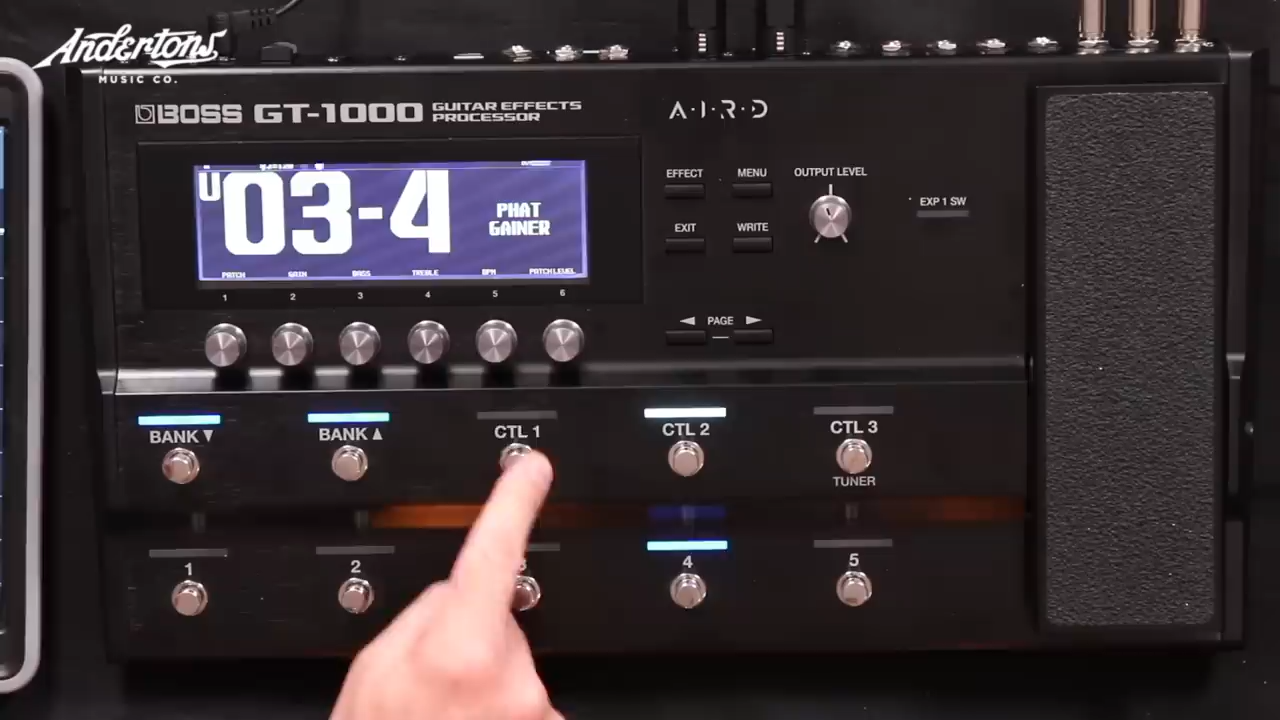 Andertons
MUSIC CO.
BOSS GT-1000 GUITAR EFFECTS PROCESSOR
A·I·R·D
U03-4
PHAT
GAINER
PATCH GAIN BASS TREBLE BPM PATCH LEVEL
1 2 3 4 5 6
EFFECT MENU OUTPUT LEVEL
EXIT WRITE
EXP 1 SW
◄ PAGE ►
BANK ▼ BANK ▲ CTL 1 CTL 2 CTL 3
TUNER
1 2 3 4 5